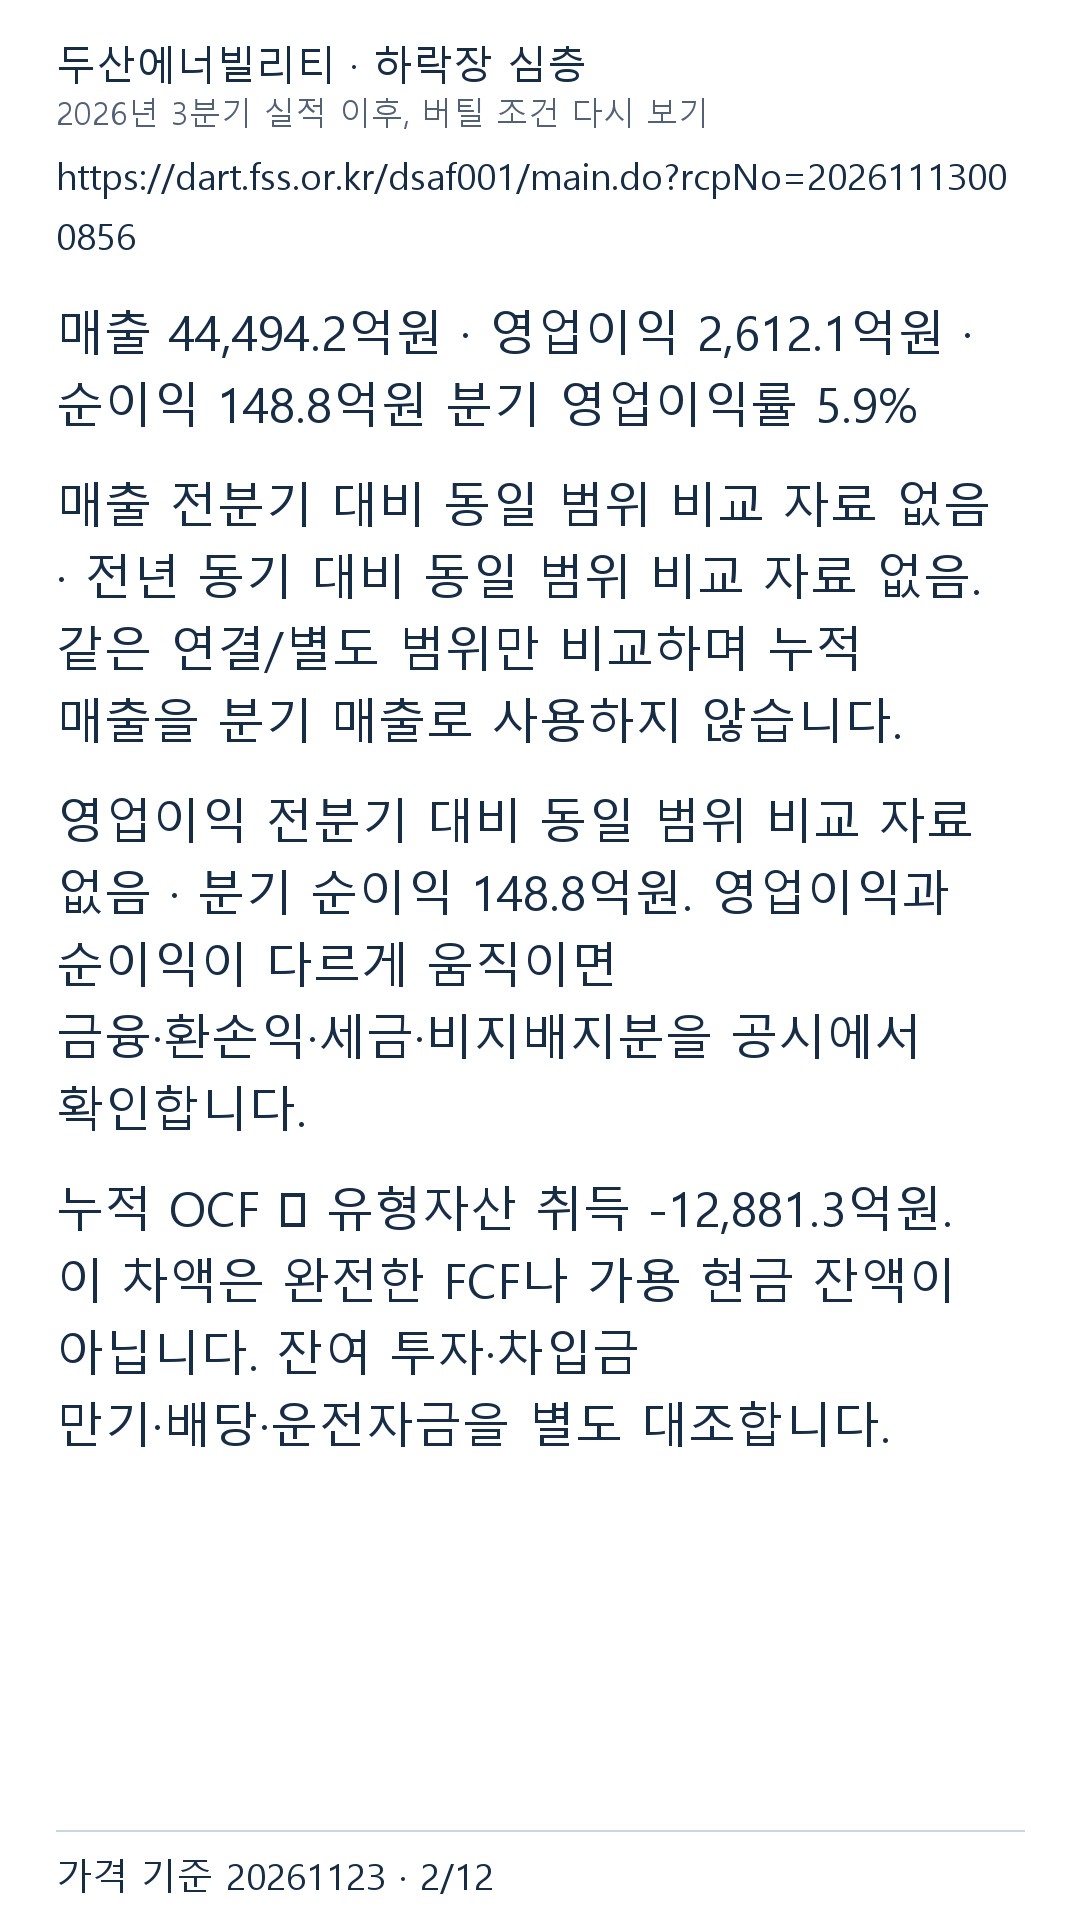 두산에너빌리티 · 하락장 심층
2026년 3분기 실적 이후, 버틸 조건 다시 보기
https://dart.fss.or.kr/dsaf001/main.do?rcpNo=2026111300
0856
매출 44,494.2억원 · 영업이익 2,612.1억원 ·
순이익 148.8억원 분기 영업이익률 5.9%
매출 전분기 대비 동일 범위 비교 자료 없음
· 전년 동기 대비 동일 범위 비교 자료 없음.
같은 연결/별도 범위만 비교하며 누적
매출을 분기 매출로 사용하지 않습니다.
영업이익 전분기 대비 동일 범위 비교 자료
없음 · 분기 순이익 148.8억원. 영업이익과
순이익이 다르게 움직이면
금융·환손익·세금·비지배지분을 공시에서
확인합니다.
누적 OCF □ 유형자산 취득 -12,881.3억원.
이 차액은 완전한 FCF나 가용 현금 잔액이
아닙니다. 잔여 투자·차입금
만기·배당·운전자금을 별도 대조합니다.
가격 기준 20261123 · 2/12